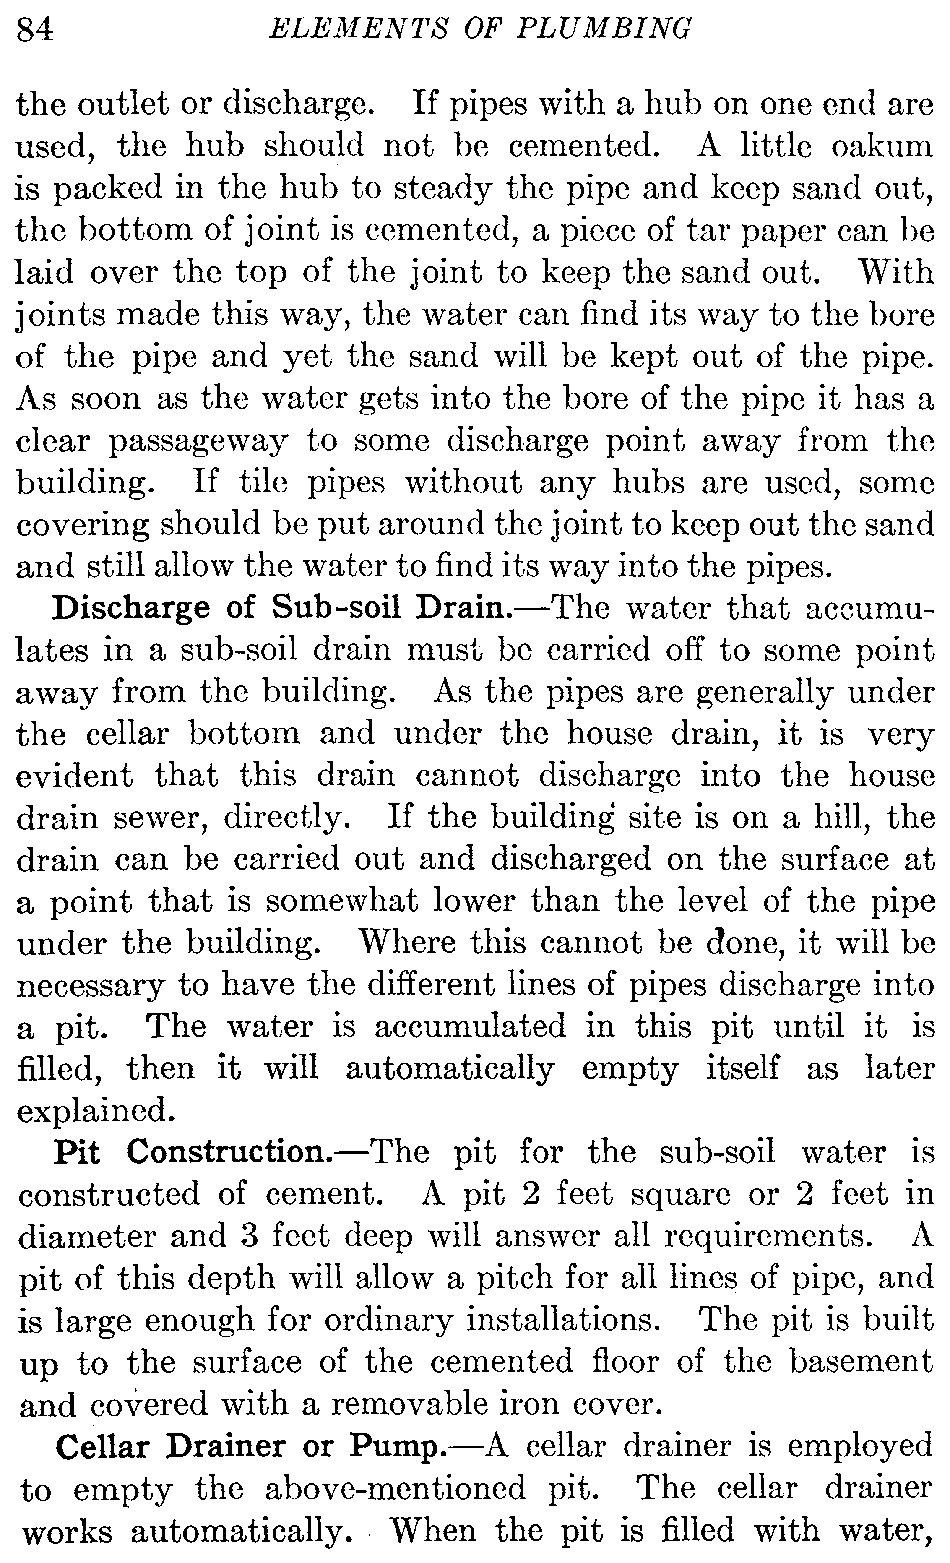 84 ELEMENTS OF PLUMBING
the outlet or discharge. If pipes with a hub on one end are
used, the hub should not be cemented. A little oakum
is packed in the hub to steady the pipe and keep sand out,
the bottom of joint is cemented, a piece of tar paper can be
laid over the top of the joint to keep the sand out. With
joints made this way, the water can find its way to the bore
of the pipe and yet the sand will be kept out of the pipe.
As soon as the water gets into the bore of the pipe it has a
clear passageway to some discharge point away from the
building. If tile pipes without any hubs are used, some
covering should be put around the joint to keep out the sand
and still allow the water to find its way into the pipes.
Discharge of Sub-soil Drain.—The water that accumu-
lates in a sub-soil drain must be carried off to some point
away from the building. As the pipes are generally under
the cellar bottom and under the house drain, it is very
evident that this drain cannot discharge into the house
drain sewer, directly. If the building site is on a hill, the
drain can be carried out and discharged on the surface at
a point that is somewhat lower than the level of the pipe
under the building. Where this cannot be done, it will be
necessary to have the different lines of pipes discharge into
a pit. The water is accumulated in this pit until it is
filled, then it will automatically empty itself as later
explained.
Pit Construction.—The pit for the sub-soil water is
constructed of cement. A pit 2 feet square or 2 feet in
diameter and 3 feet deep will answer all requirements. A
pit of this depth will allow a pitch for all lines of pipe, and
is large enough for ordinary installations. The pit is built
up to the surface of the cemented floor of the basement
and covered with a removable iron cover.
Cellar Drainer or Pump.—A cellar drainer is employed
to empty the above-mentioned pit. The cellar drainer
works automatically. When the pit is filled with water,